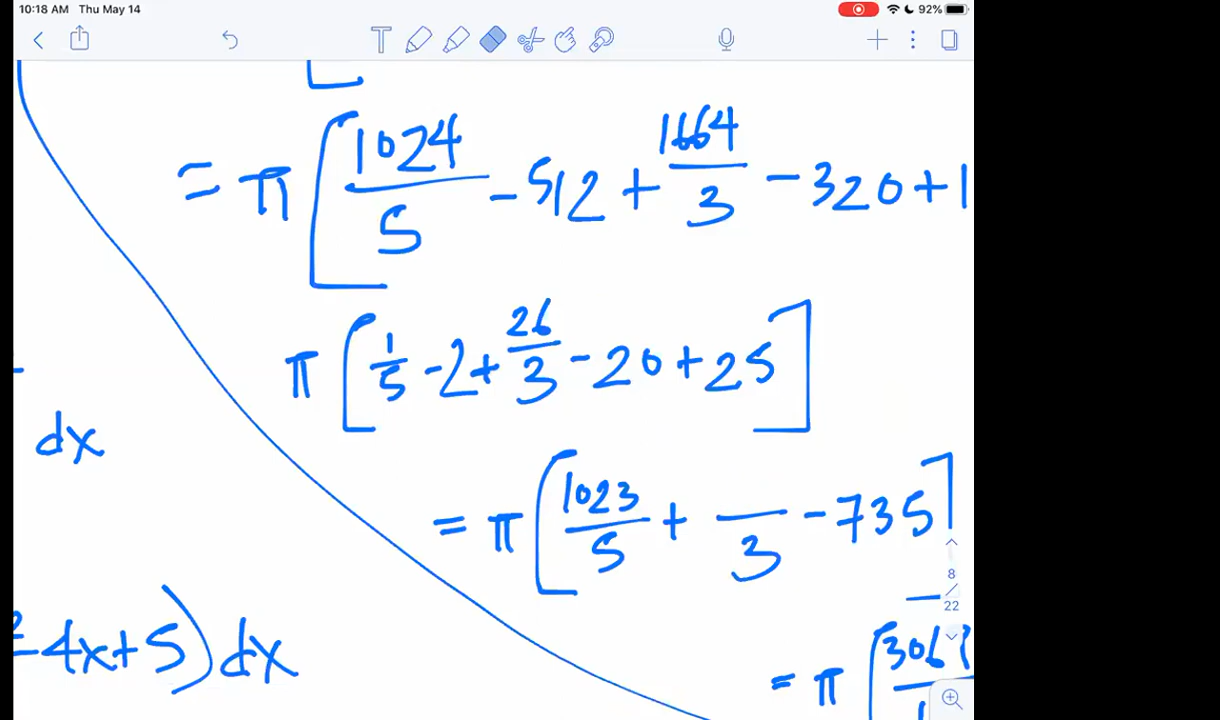 10:18 AM Thu May 14 92%
= π [ 1024/5 - 512 + 1664/3 - 320 + 1
π [ 1/5 - 2 + 26/3 - 20 + 25 ]
dx
= π [ 1023/5 + /3 - 735 ]
8
/
22
- 4x + 5 ) dx
= π [